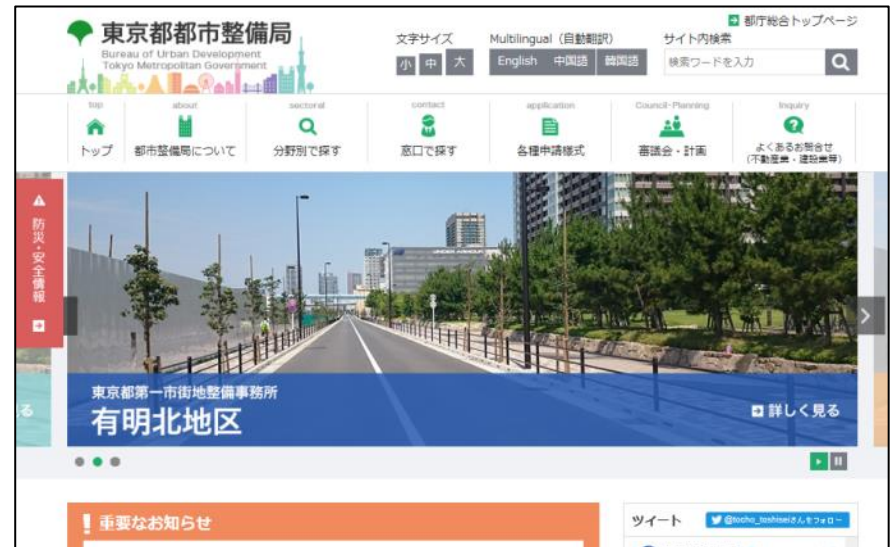 都庁総合トップページ
東京都都市整備局
Bureau of Urban Development
Tokyo Metropolitan Government
文字サイズ
小 中 大
Multilingual（自動翻訳）
English 中国語 韓国語
サイト内検索
検索ワードを入力
top
トップ
about
都市整備局について
sectoral
分野別で探す
contact
窓口で探す
application
各種申請様式
Council・Planning
審議会・計画
Inquiry
よくあるお問合せ
(不動産業・建設業等)
防災・安全情報
東京都第一市街地整備事務所
有明北地区
詳しく見る
見る
重要なお知らせ
ツイート
@tocho_toshiseiさんをフォロー